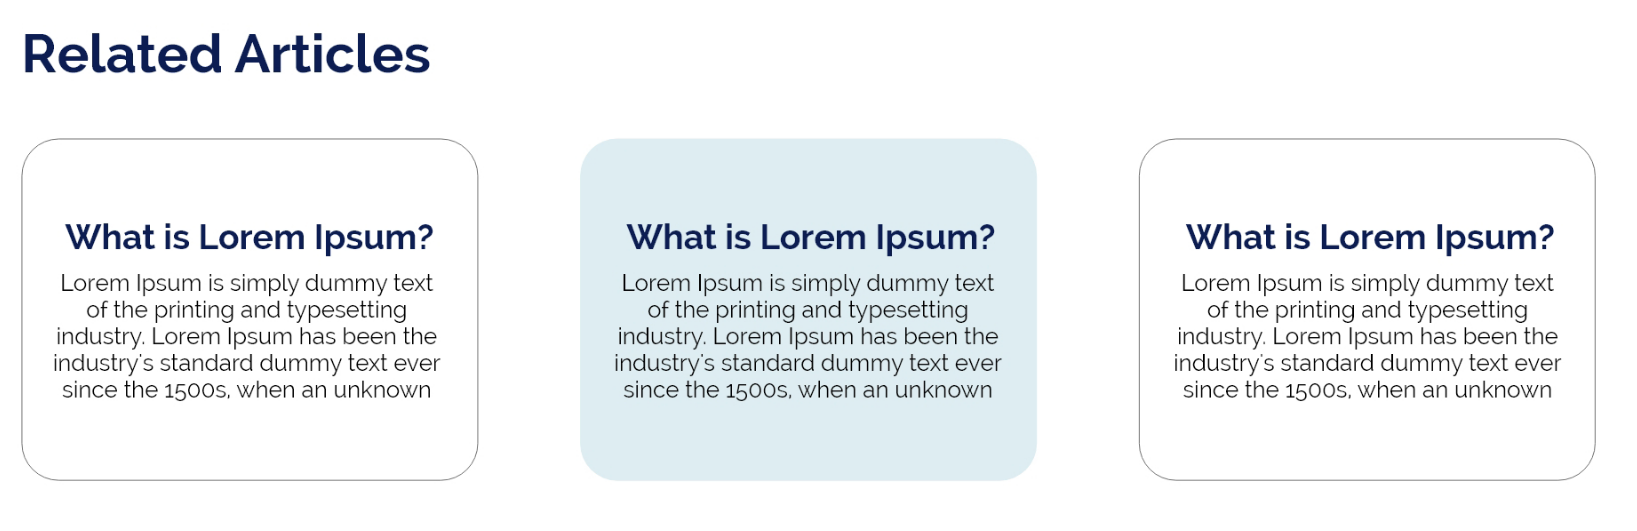 Related Articles
What is Lorem Ipsum?
Lorem Ipsum is simply dummy text
of the printing and typesetting
industry. Lorem Ipsum has been the
industry's standard dummy text ever
since the 1500s, when an unknown
What is Lorem Ipsum?
Lorem Ipsum is simply dummy text
of the printing and typesetting
industry. Lorem Ipsum has been the
industry's standard dummy text ever
since the 1500s, when an unknown
What is Lorem Ipsum?
Lorem Ipsum is simply dummy text
of the printing and typesetting
industry. Lorem Ipsum has been the
industry's standard dummy text ever
since the 1500s, when an unknown